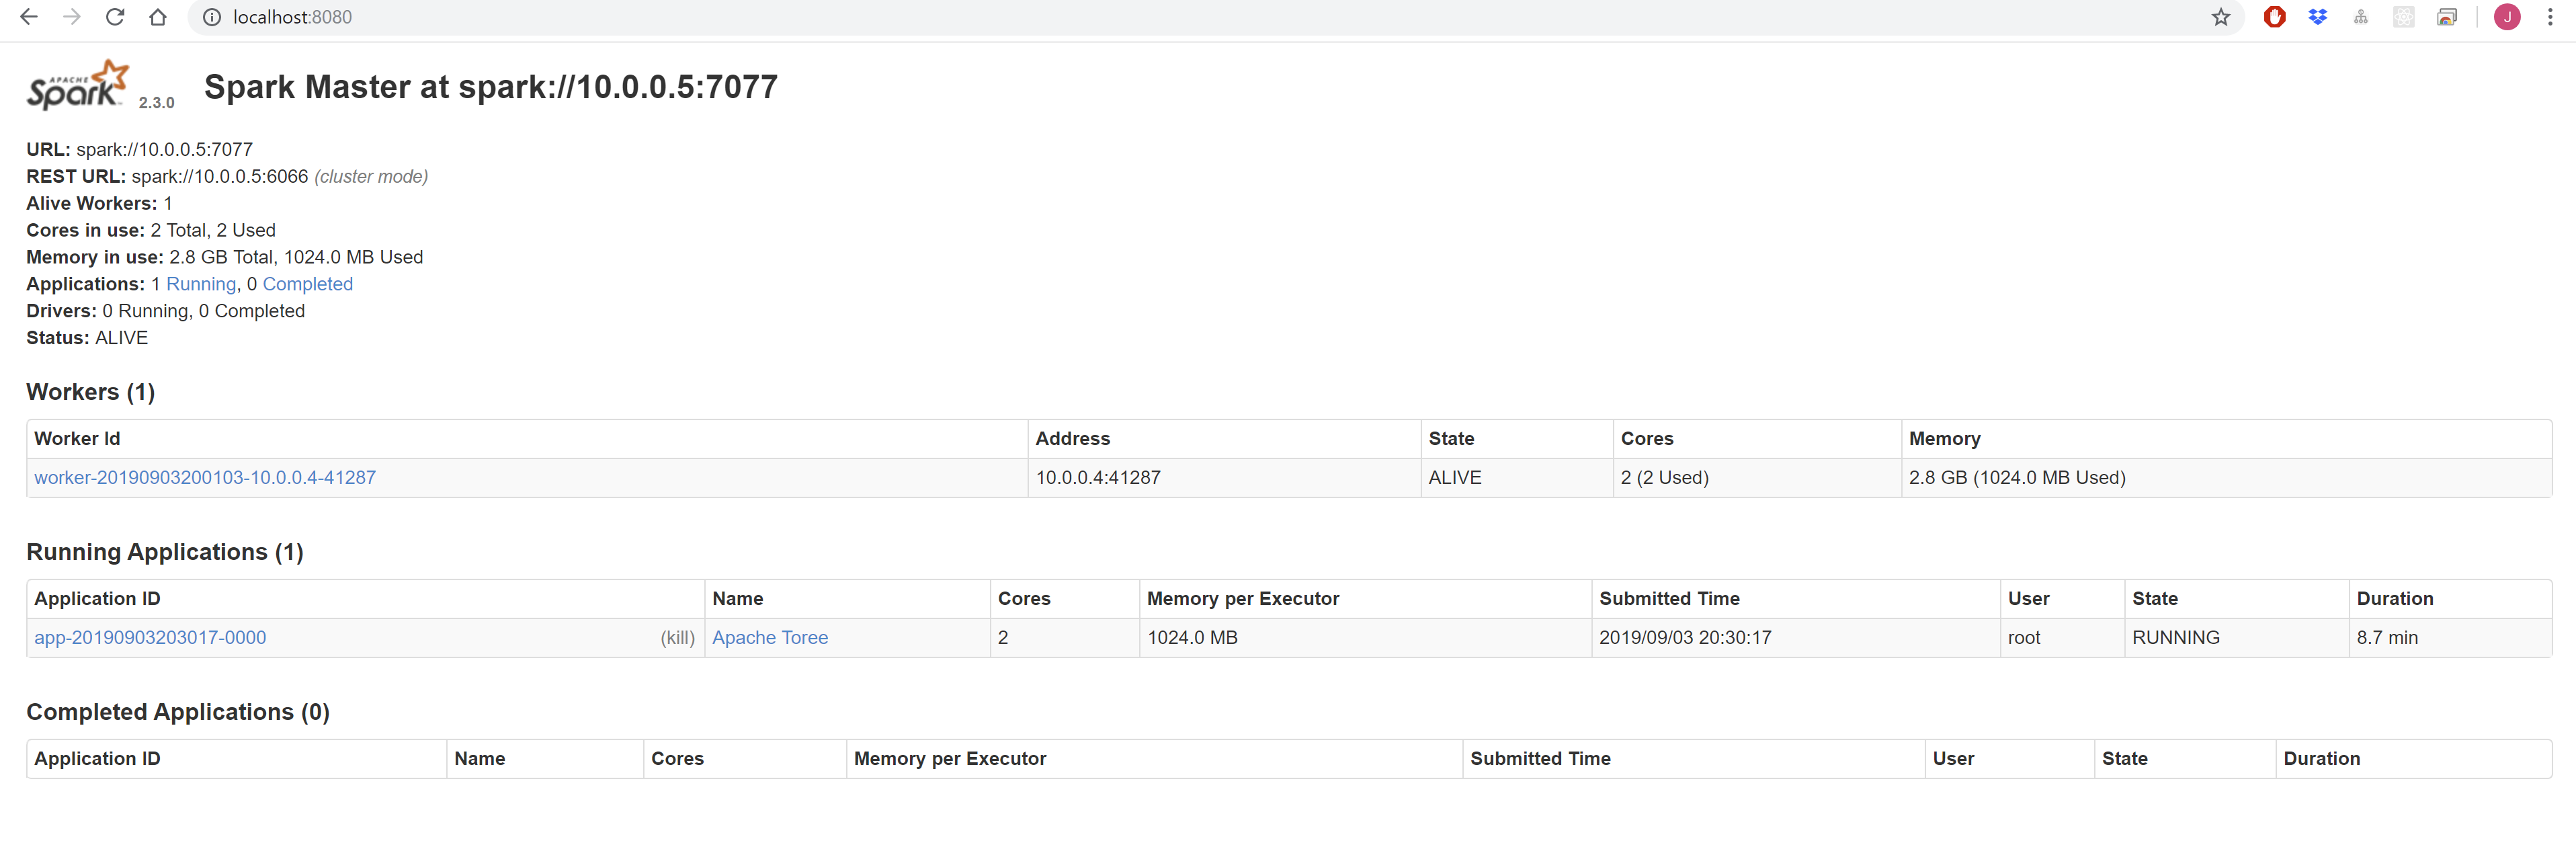 localhost:8080
J
APACHE
Spark 2.3.0 Spark Master at spark://10.0.0.5:7077
URL: spark://10.0.0.5:7077
REST URL: spark://10.0.0.5:6066 (cluster mode)
Alive Workers: 1
Cores in use: 2 Total, 2 Used
Memory in use: 2.8 GB Total, 1024.0 MB Used
Applications: 1 Running, 0 Completed
Drivers: 0 Running, 0 Completed
Status: ALIVE
Workers (1)
Worker Id Address State Cores Memory
worker-20190903200103-10.0.0.4-41287 10.0.0.4:41287 ALIVE 2 (2 Used) 2.8 GB (1024.0 MB Used)
Running Applications (1)
Application ID Name Cores Memory per Executor Submitted Time User State Duration
app-20190903203017-0000 (kill) Apache Toree 2 1024.0 MB 2019/09/03 20:30:17 root RUNNING 8.7 min
Completed Applications (0)
Application ID Name Cores Memory per Executor Submitted Time User State Duration